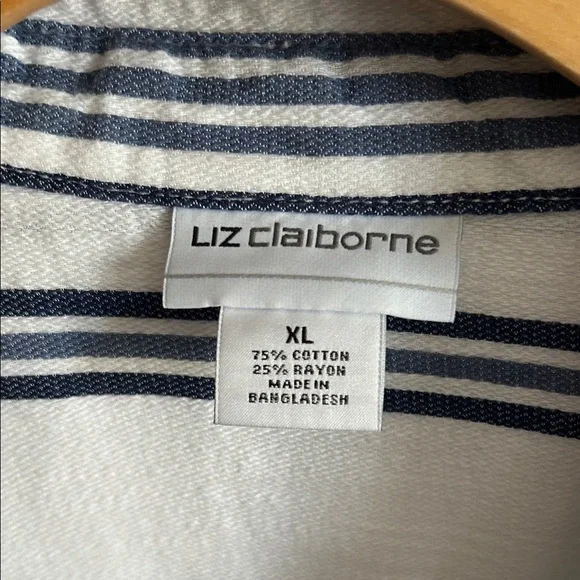 LIZ claiborne
XL
75% COTTON
25% RAYON
MADE IN
BANGLADESH